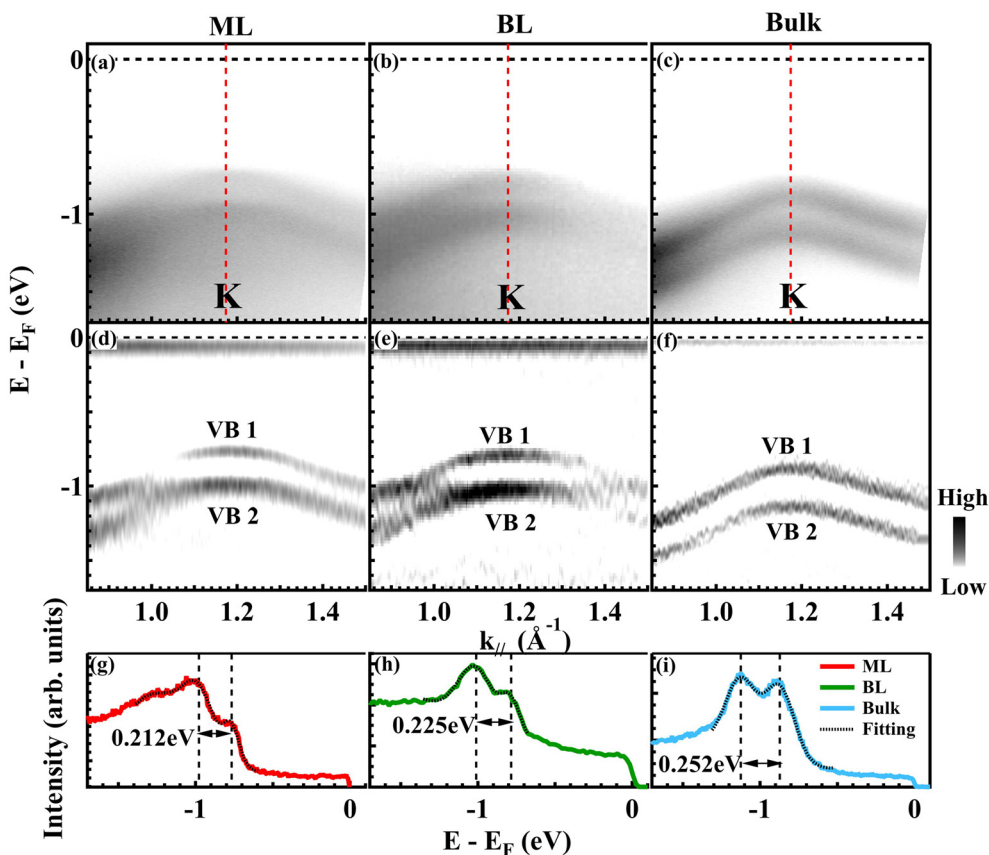 ML BL Bulk
(a) (b) (c)
0
-1
K K K
E - E_F (eV)
(d) (e) (f)
0
-1
VB 1 VB 1 VB 1
VB 2 VB 2 VB 2
High
Low
1.0 1.2 1.4 1.0 1.2 1.4 1.0 1.2 1.4
k_// (Å⁻¹)
Intensity (arb. units)
(g) (h) (i)
ML
BL
Bulk
Fitting
0.212eV 0.225eV 0.252eV
-1 0 -1 0 -1 0
E - E_F (eV)